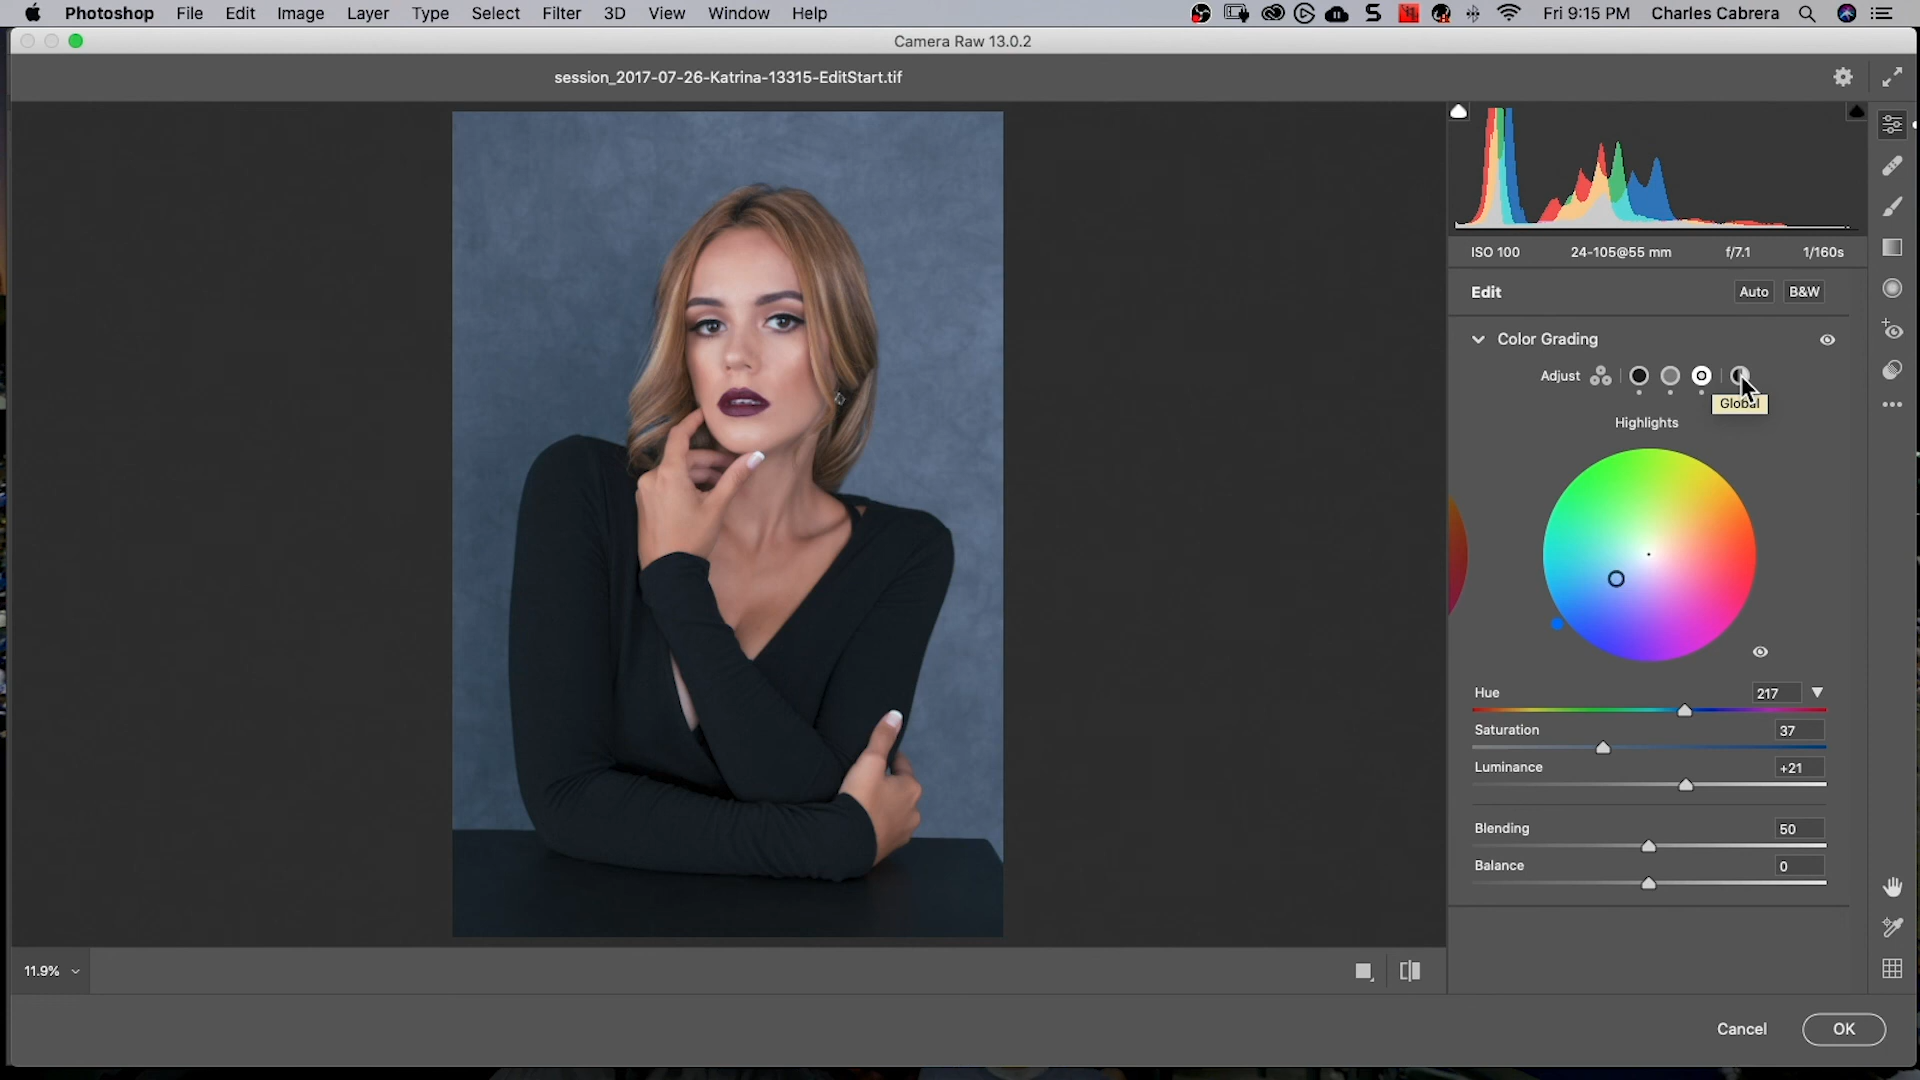 Photoshop File Edit Image Layer Type Select Filter 3D View Window Help Fri 9:15 PM Charles Cabrera
Camera Raw 13.0.2
session_2017-07-26-Katrina-13315-EditStart.tif
ISO 100 24-105@55 mm f/7.1 1/160s
Edit Auto B&W
Color Grading
Adjust
Global
Highlights
Hue 217
Saturation 37
Luminance +21
Blending 50
Balance 0
11.9%
Cancel OK